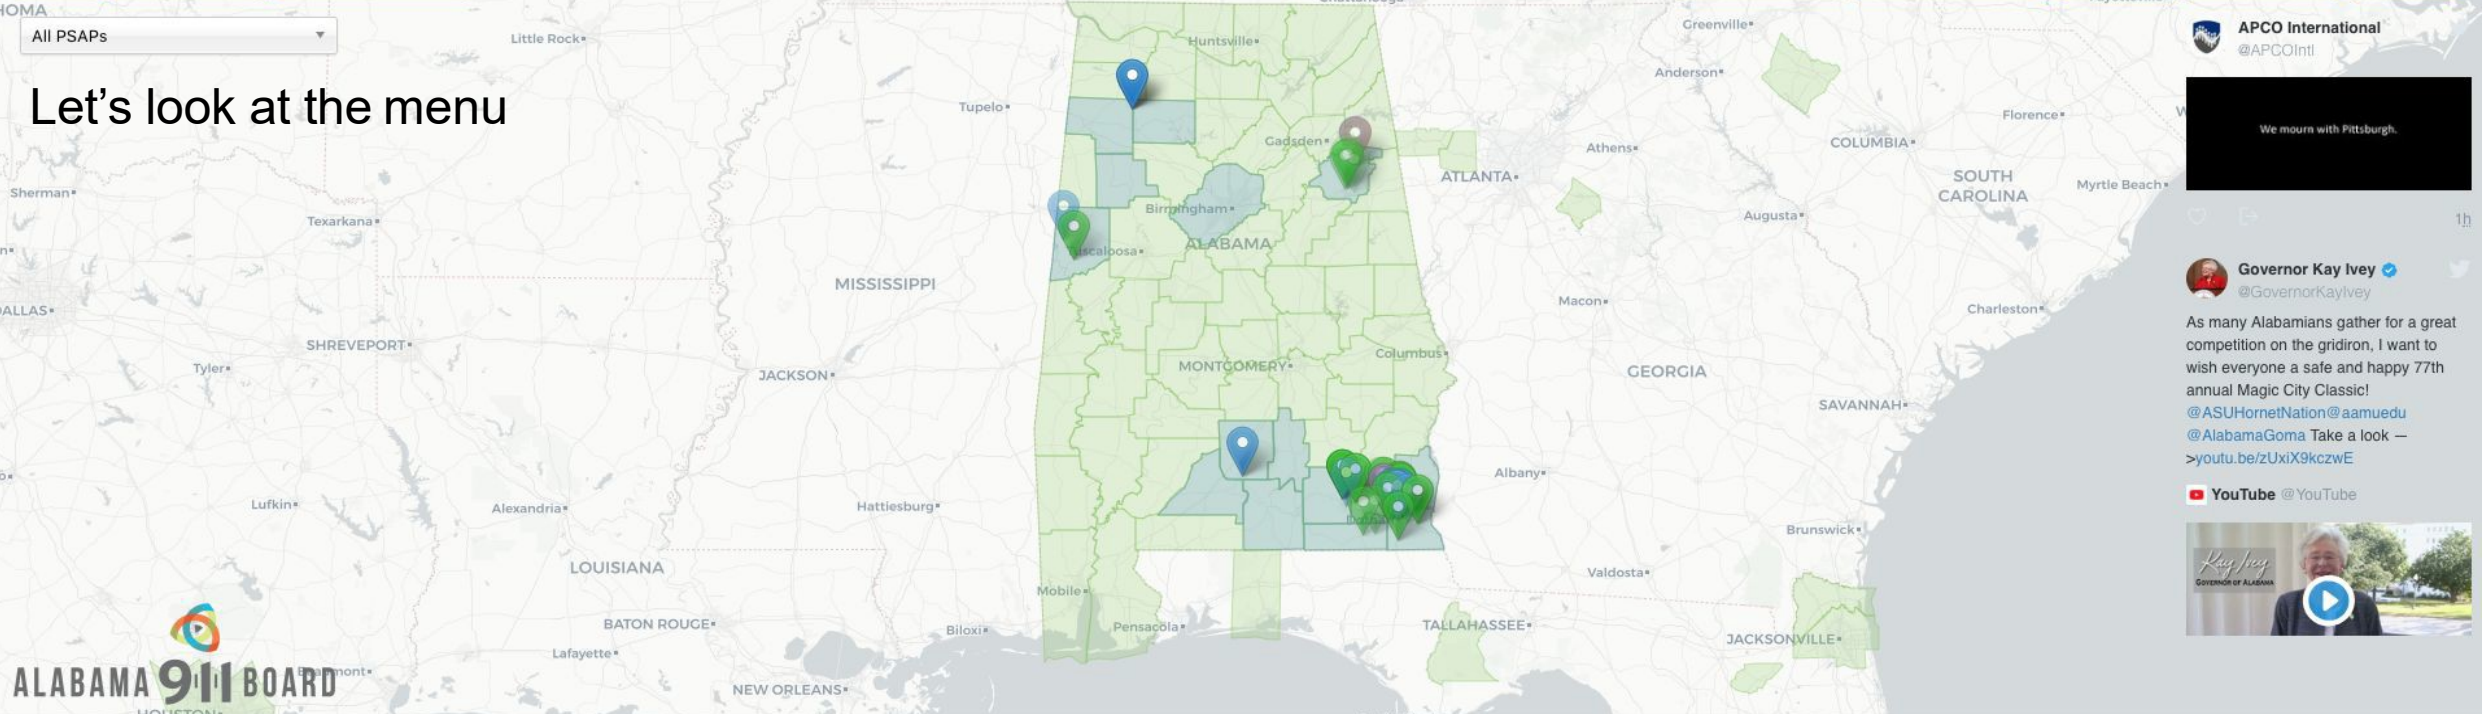 HOMA
All PSAPs
Let's look at the menu
Little Rock
Tupelo
Huntsville
Greenville
Anderson
Florence
Gadsden
Athens
COLUMBIA
ATLANTA
SOUTH
CAROLINA
Myrtle Beach
Sherman
Texarkana
Birmingham
Augusta
ALABAMA
uscaloosa
MISSISSIPPI
Macon
Charleston
ALLAS
SHREVEPORT
Tyler
JACKSON
MONTGOMERY
Columbus
GEORGIA
SAVANNAH
Lufkin
Alexandria
Hattiesburg
Albany
Brunswick
LOUISIANA
Valdosta
Mobile
BATON ROUGE
Biloxi
Pensacola
TALLAHASSEE
JACKSONVILLE
Lafayette
NEW ORLEANS
ALABAMA 911 BOARD
mont
HOUSTON
APCO International
@APCOIntl
We mourn with Pittsburgh.
1h
Governor Kay Ivey
@GovernorKayIvey
As many Alabamians gather for a great
competition on the gridiron, I want to
wish everyone a safe and happy 77th
annual Magic City Classic!
@ASUHornetNation@aamuedu
@AlabamaGoma Take a look —
>youtu.be/zUxiX9kczwE
YouTube @YouTube
Kay Ivey
GOVERNOR OF ALABAMA